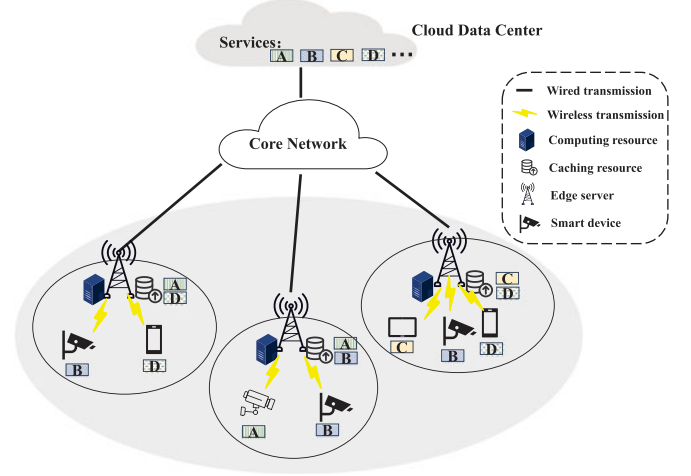 Cloud Data Center
Services:
A B C D ...
Core Network
Wired transmission
Wireless transmission
Computing resource
Caching resource
Edge server
Smart device
A
D
B
D
A
B
A
B
C
D
C
B
D